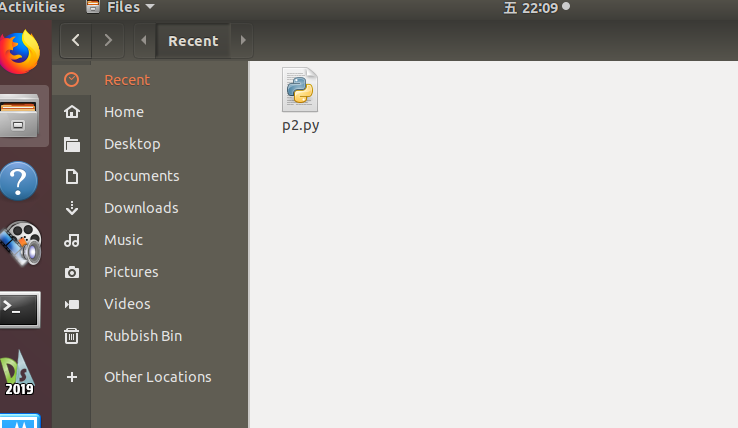 Activities
Files
五 22:09
Recent
Recent
Home
Desktop
Documents
Downloads
Music
Pictures
Videos
Rubbish Bin
Other Locations
p2.py
?
>_
DS
2019